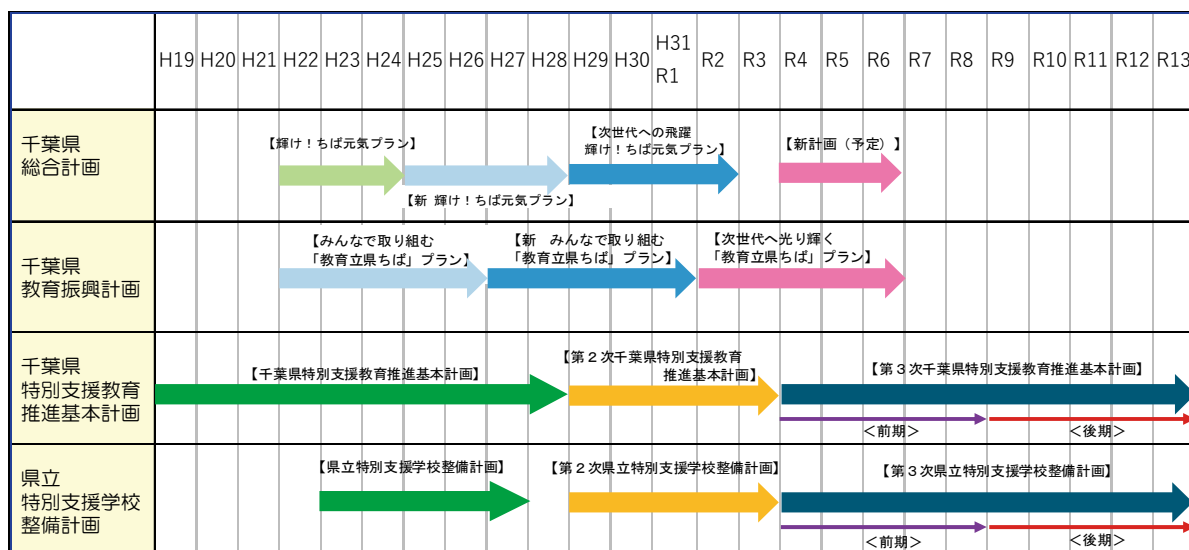 H19 H20 H21 H22 H23 H24 H25 H26 H27 H28 H29 H30 H31 R1 R2 R3 R4 R5 R6 R7 R8 R9 R10 R11 R12 R13
千葉県
総合計画
【輝け！ちば元気プラン】
【新 輝け！ちば元気プラン】
【次世代への飛躍
輝け！ちば元気プラン】
【新計画（予定）】
千葉県
教育振興計画
【みんなで取り組む
「教育立県ちば」プラン】
【新 みんなで取り組む
「教育立県ちば」プラン】
【次世代へ光り輝く
「教育立県ちば」プラン】
千葉県
特別支援教育
推進基本計画
【千葉県特別支援教育推進基本計画】
【第２次千葉県特別支援教育
推進基本計画】
【第３次千葉県特別支援教育推進基本計画】
＜前期＞
＜後期＞
県立
特別支援学校
整備計画
【県立特別支援学校整備計画】
【第２次県立特別支援学校整備計画】
【第３次県立特別支援学校整備計画】
＜前期＞
＜後期＞